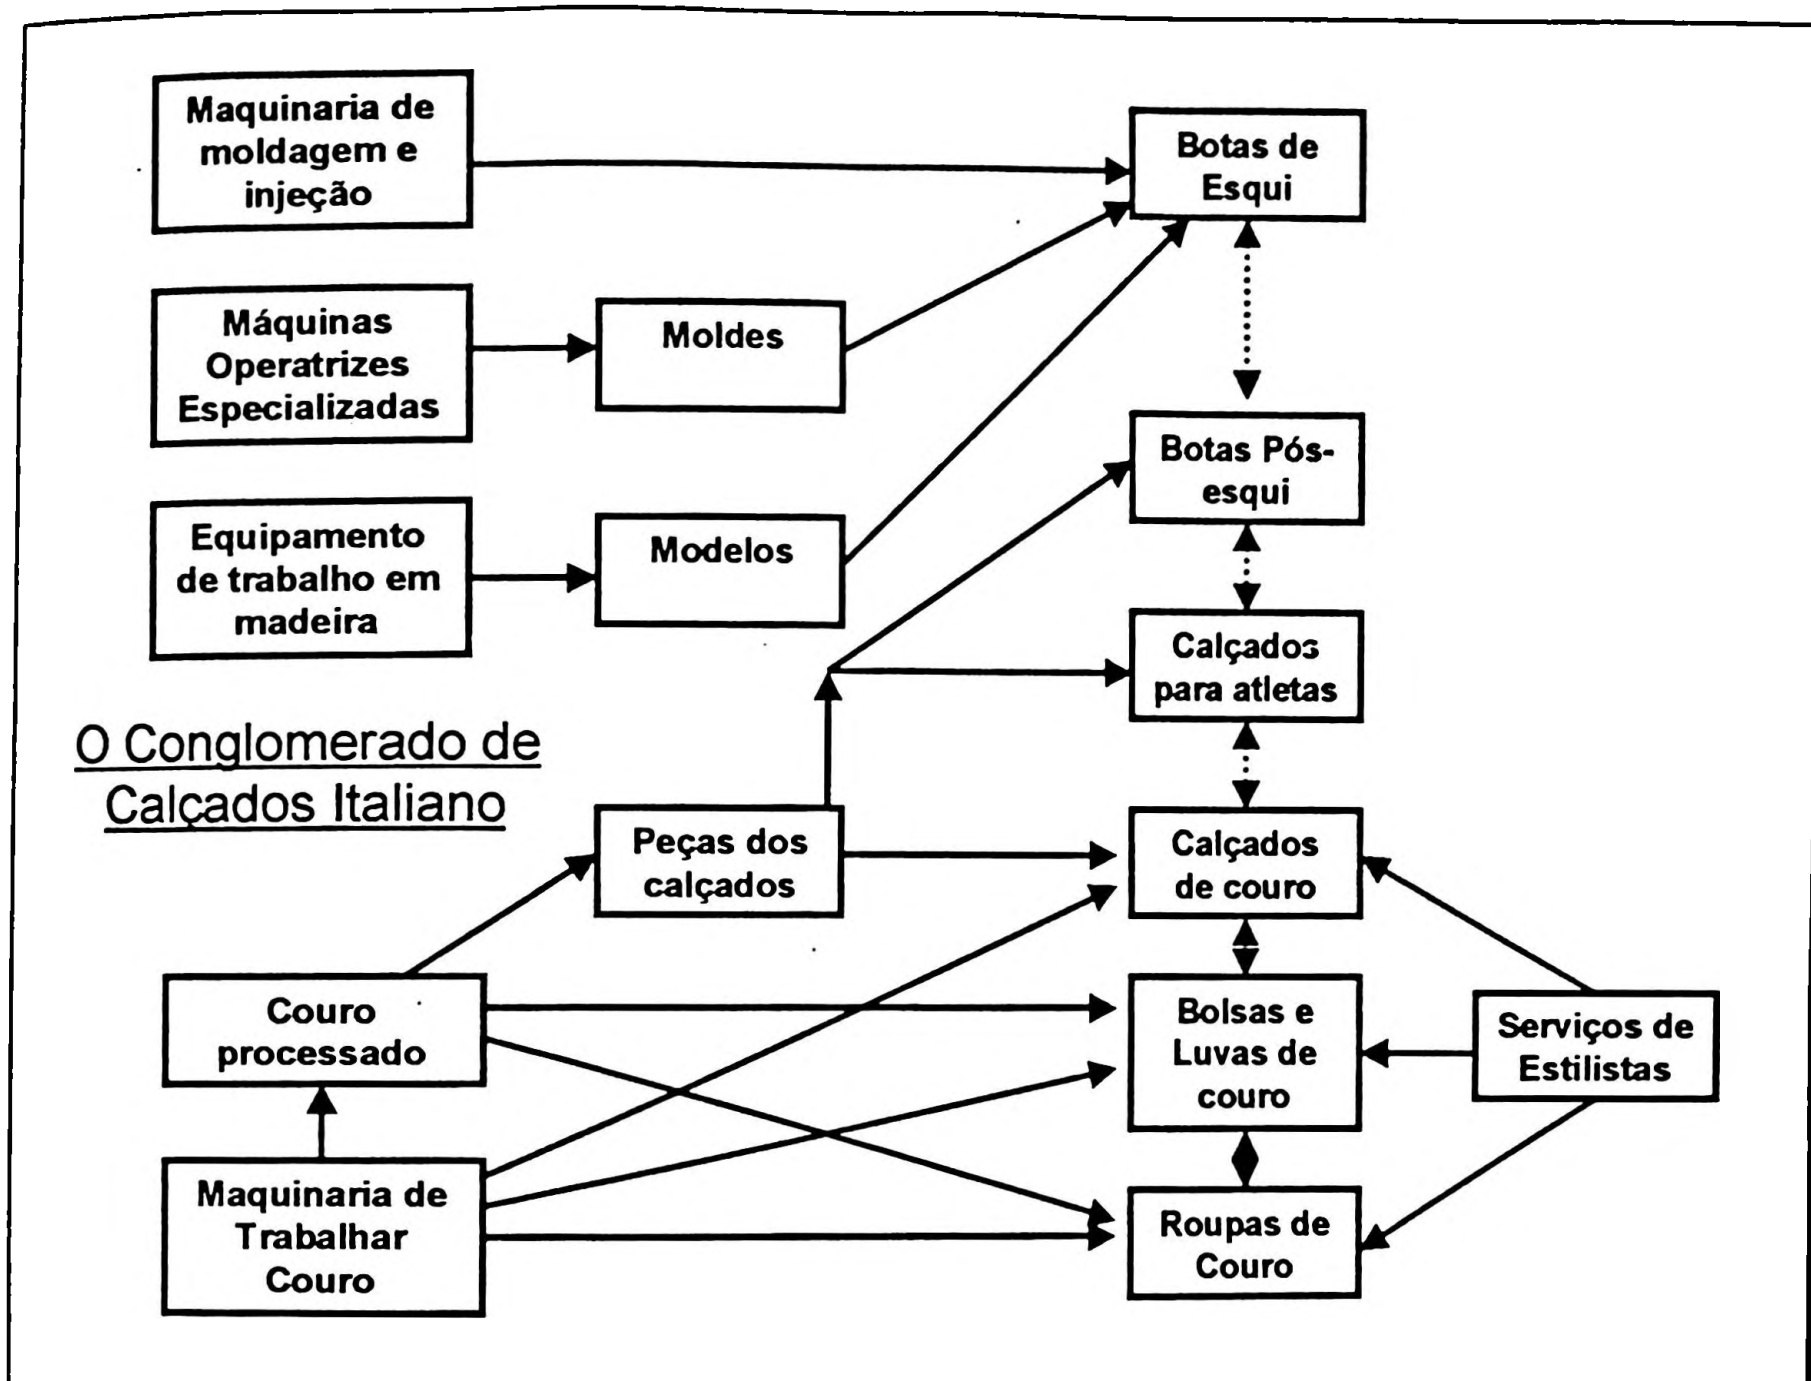 Maquinaria de
moldagem e
injeção
Botas de
Esqui
Máquinas
Operatrizes
Especializadas
Moldes
Botas Pós-
esqui
Equipamento
de trabalho em
madeira
Modelos
Calçados
para atletas
O Conglomerado de
Calçados Italiano
Peças dos
calçados
Calçados
de couro
Couro
processado
Bolsas e
Luvas de
couro
Serviços de
Estilistas
Maquinaria de
Trabalhar
Couro
Roupas de
Couro